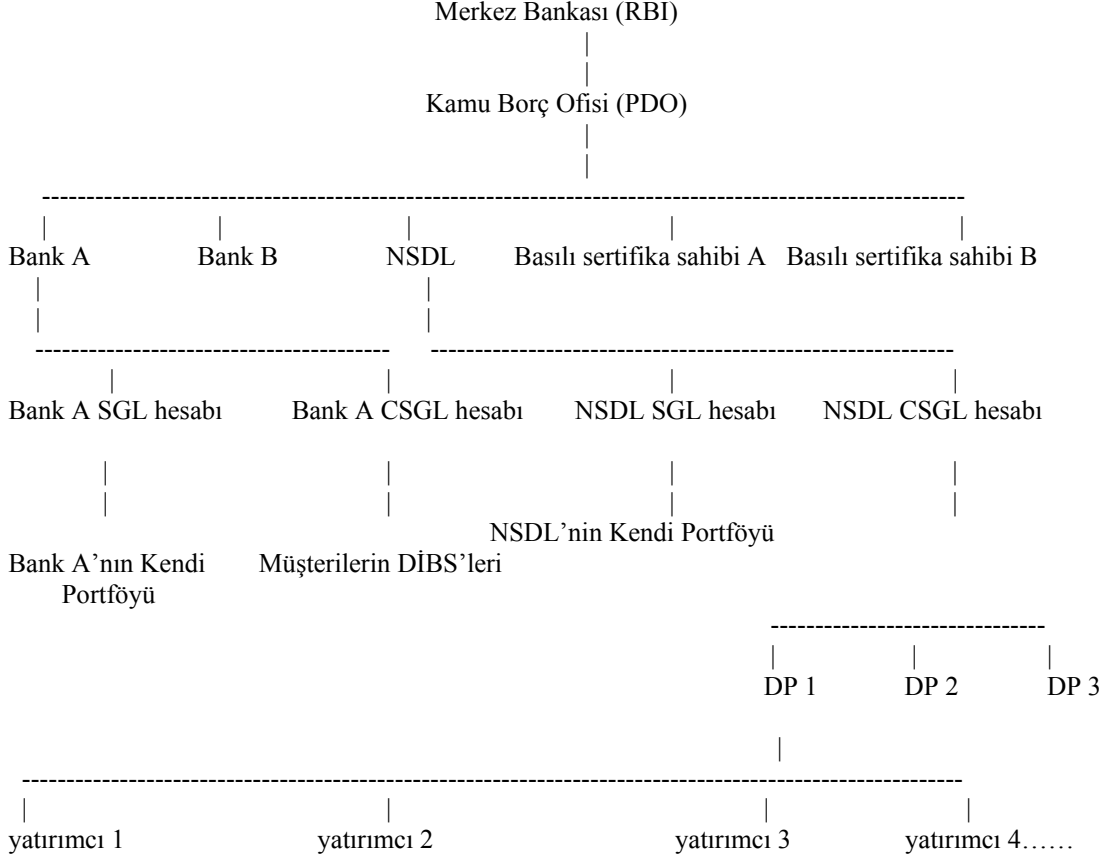 Merkez Bankası (RBI)
Kamu Borç Ofisi (PDO)
Bank A Bank B NSDL Basılı sertifika sahibi A Basılı sertifika sahibi B
Bank A SGL hesabı Bank A CSGL hesabı NSDL SGL hesabı NSDL CSGL hesabı
NSDL’nin Kendi Portföyü
Bank A’nın Kendi Müşterilerin DİBS’leri
Portföyü
DP 1 DP 2 DP 3
yatırımcı 1 yatırımcı 2 yatırımcı 3 yatırımcı 4……